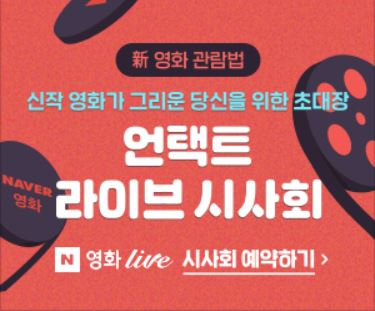 新 영화 관람법
신작 영화가 그리운 당신을 위한 초대장
언택트
라이브 시사회
NAVER
영화
N 영화 live 시사회 예약하기 >